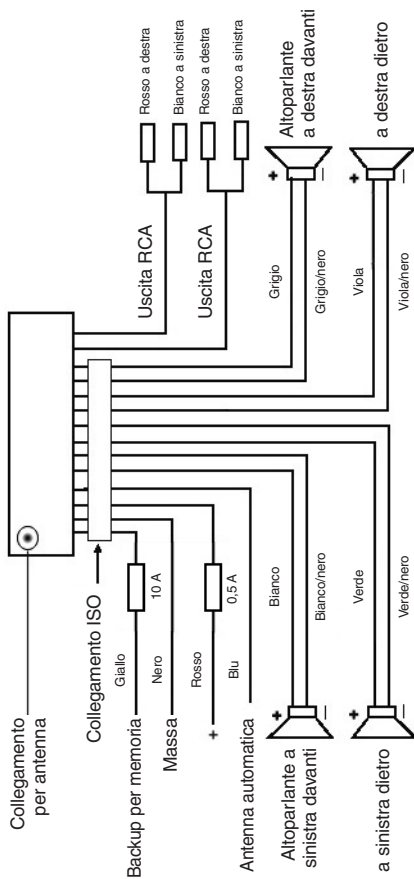 Collegamento
per antenna
Collegamento ISO
Giallo
10 A
Backup per memoria
Nero
Massa
Rosso
0,5 A
+
Blu
Antenna automatica
Bianco
Bianco/nero
Altoparlante a
sinistra davanti
+
–
Verde
Verde/nero
a sinistra dietro
+
–
Uscita RCA
Rosso a destra
Bianco a sinistra
Uscita RCA
Rosso a destra
Bianco a sinistra
Grigio
Grigio/nero
Altoparlante
a destra davanti
+
–
Viola
Viola/nero
a destra dietro
+
–